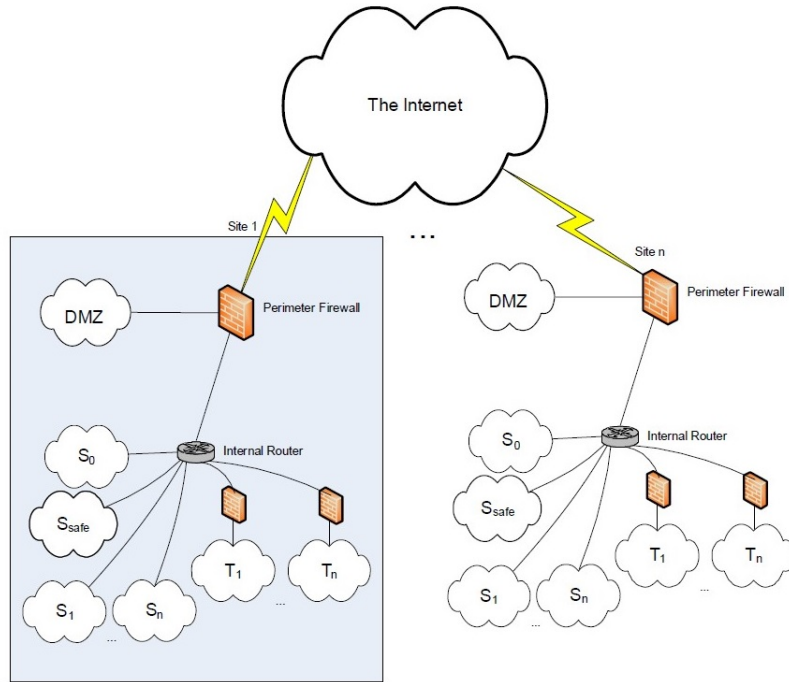 The Internet
Site 1
...
Site n
Perimeter Firewall
DMZ
Perimeter Firewall
DMZ
S0
Internal Router
Ssafe
T1
Tn
...
S1
Sn
...
S0
Internal Router
Ssafe
T1
Tn
...
S1
Sn
...